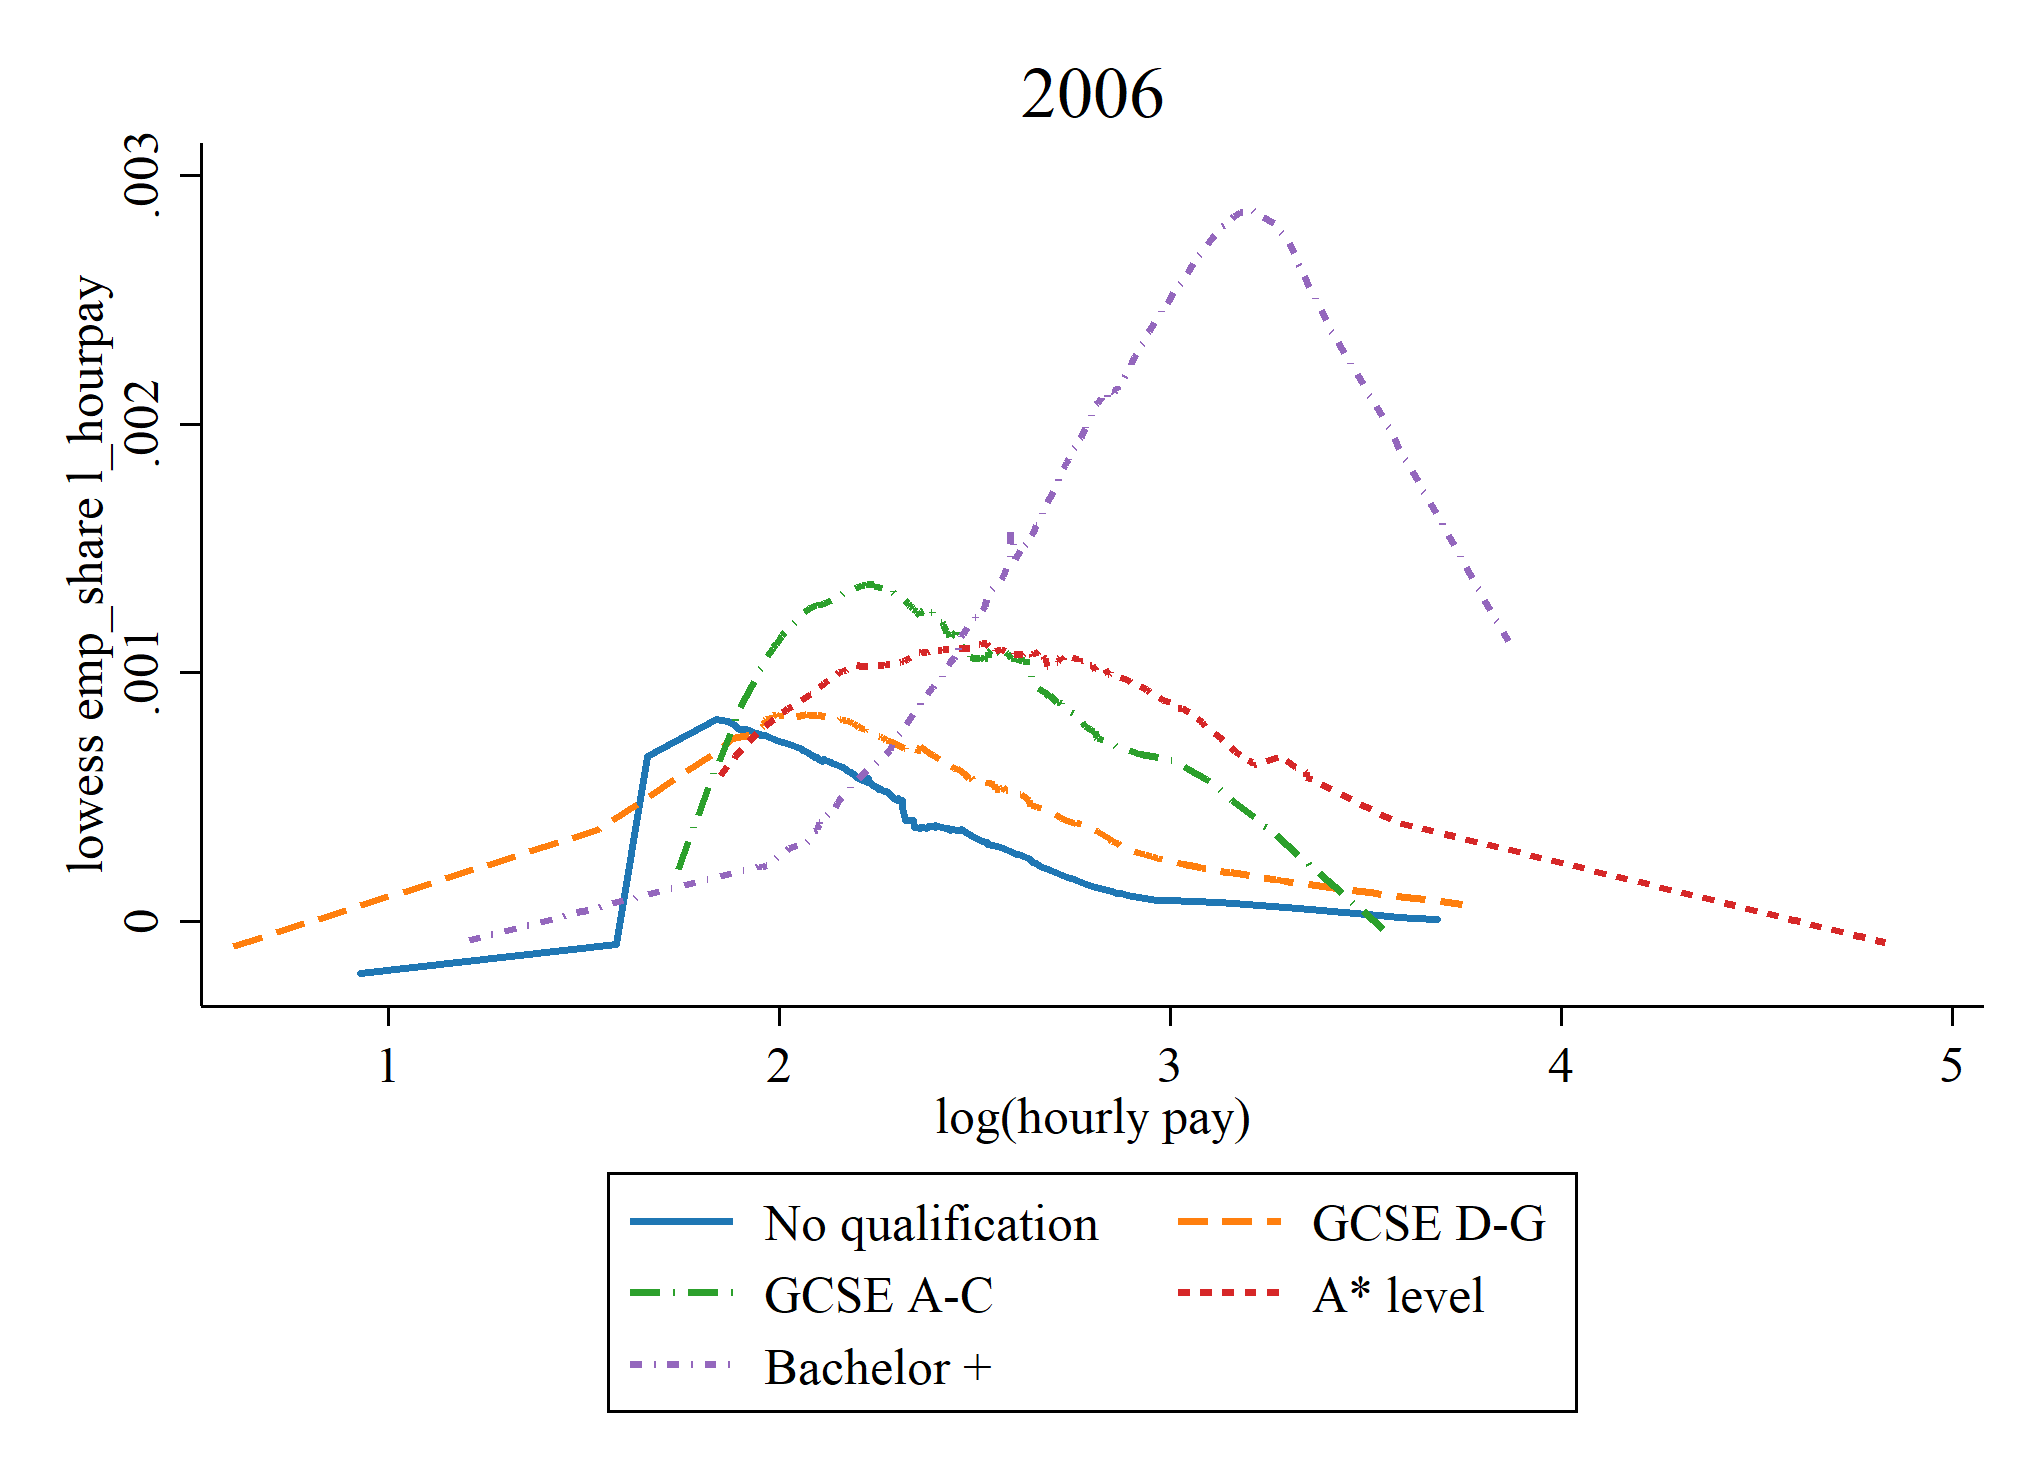 2006
lowess emp_share l_hourpay
.003
.002
.001
0
1 2 3 4 5
log(hourly pay)
No qualification GCSE D-G
GCSE A-C A* level
Bachelor +